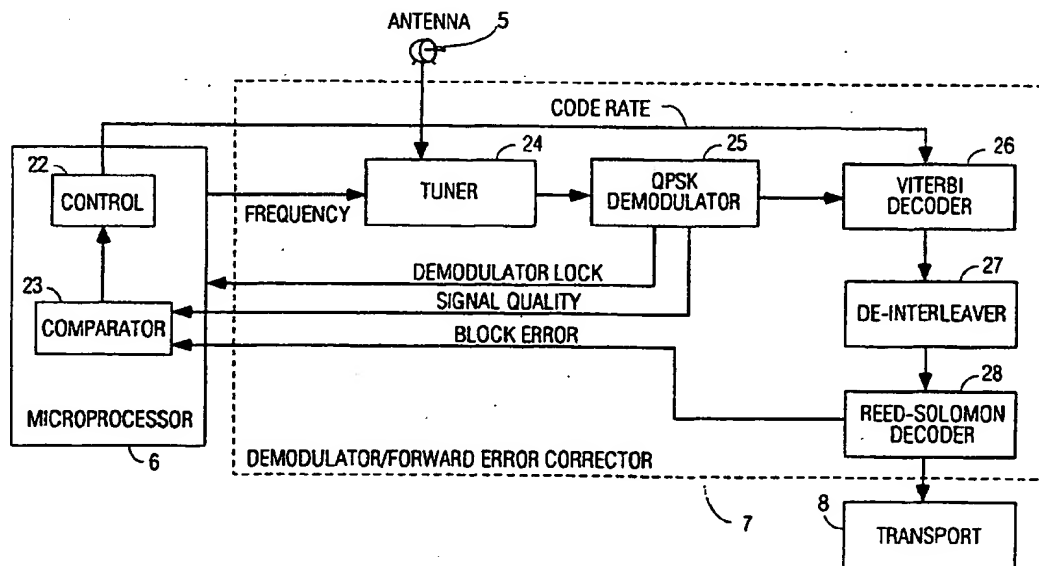 ANTENNA 5
CODE RATE
22
CONTROL
FREQUENCY
24
TUNER
25
QPSK
DEMODULATOR
26
VITERBI
DECODER
DEMODULATOR LOCK
SIGNAL QUALITY
BLOCK ERROR
23
COMPARATOR
27
DE-INTERLEAVER
28
REED-SOLOMON
DECODER
MICROPROCESSOR
6
DEMODULATOR/FORWARD ERROR CORRECTOR
7
8
TRANSPORT